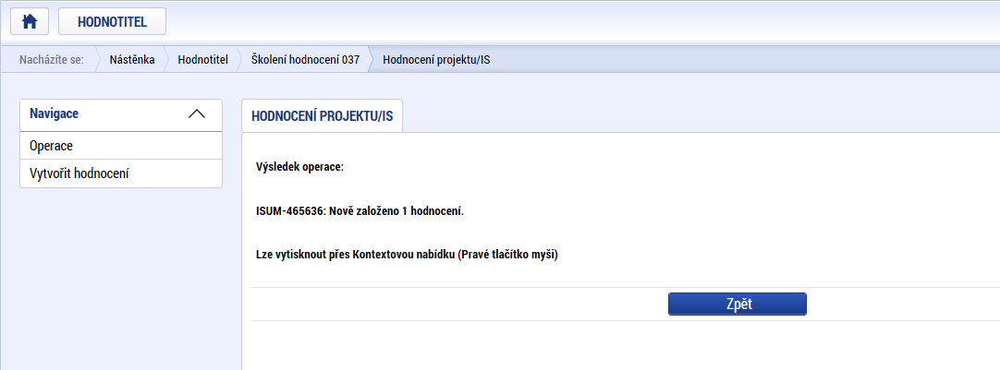 HODNOTITEL
Nacházíte se: Nástěnka Hodnotitel Školení hodnocení 037 Hodnocení projektu/IS
Navigace
Operace
Vytvořit hodnocení
HODNOCENÍ PROJEKTU/IS
Výsledek operace:
ISUM-465636: Nově založeno 1 hodnocení.
Lze vytisknout přes Kontextovou nabídku (Pravé tlačítko myši)
Zpět